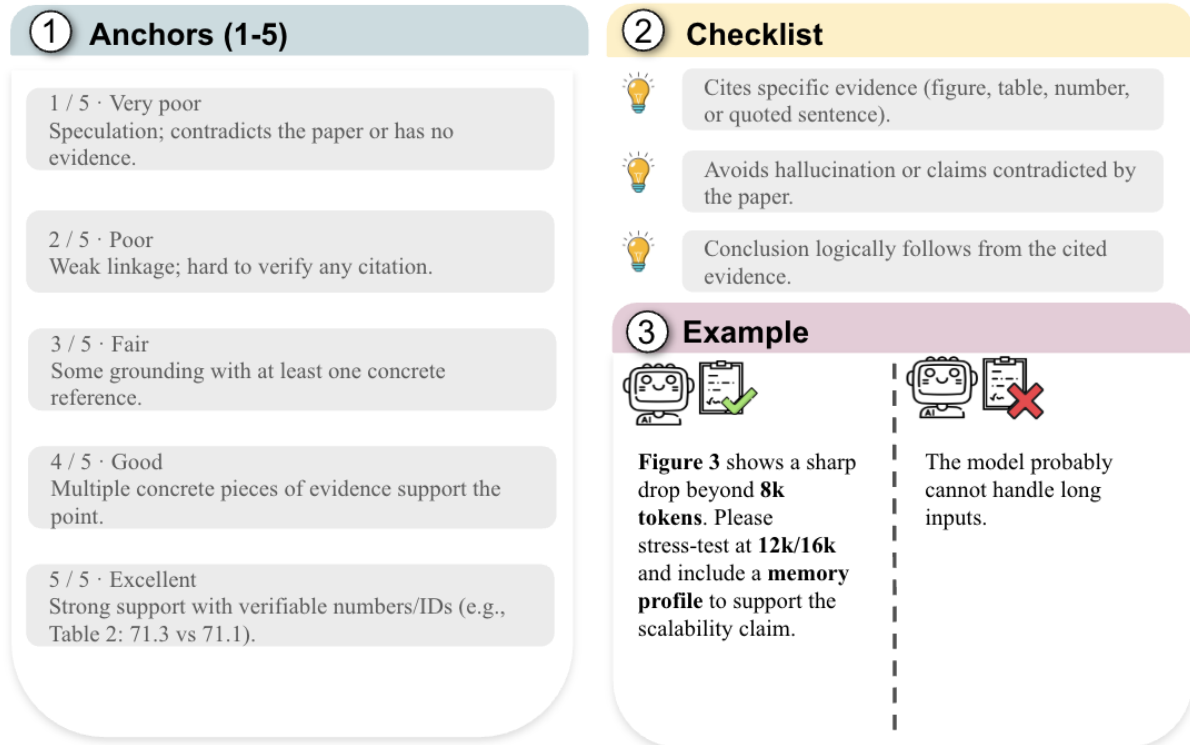 1 Anchors (1-5)
1 / 5 · Very poor
Speculation; contradicts the paper or has no
evidence.
2 / 5 · Poor
Weak linkage; hard to verify any citation.
3 / 5 · Fair
Some grounding with at least one concrete
reference.
4 / 5 · Good
Multiple concrete pieces of evidence support the
point.
5 / 5 · Excellent
Strong support with verifiable numbers/IDs (e.g.,
Table 2: 71.3 vs 71.1).
2 Checklist
Cites specific evidence (figure, table, number,
or quoted sentence).
Avoids hallucination or claims contradicted by
the paper.
Conclusion logically follows from the cited
evidence.
3 Example
AI
Figure 3 shows a sharp
drop beyond 8k
tokens. Please
stress-test at 12k/16k
and include a memory
profile to support the
scalability claim.
AI
The model probably
cannot handle long
inputs.